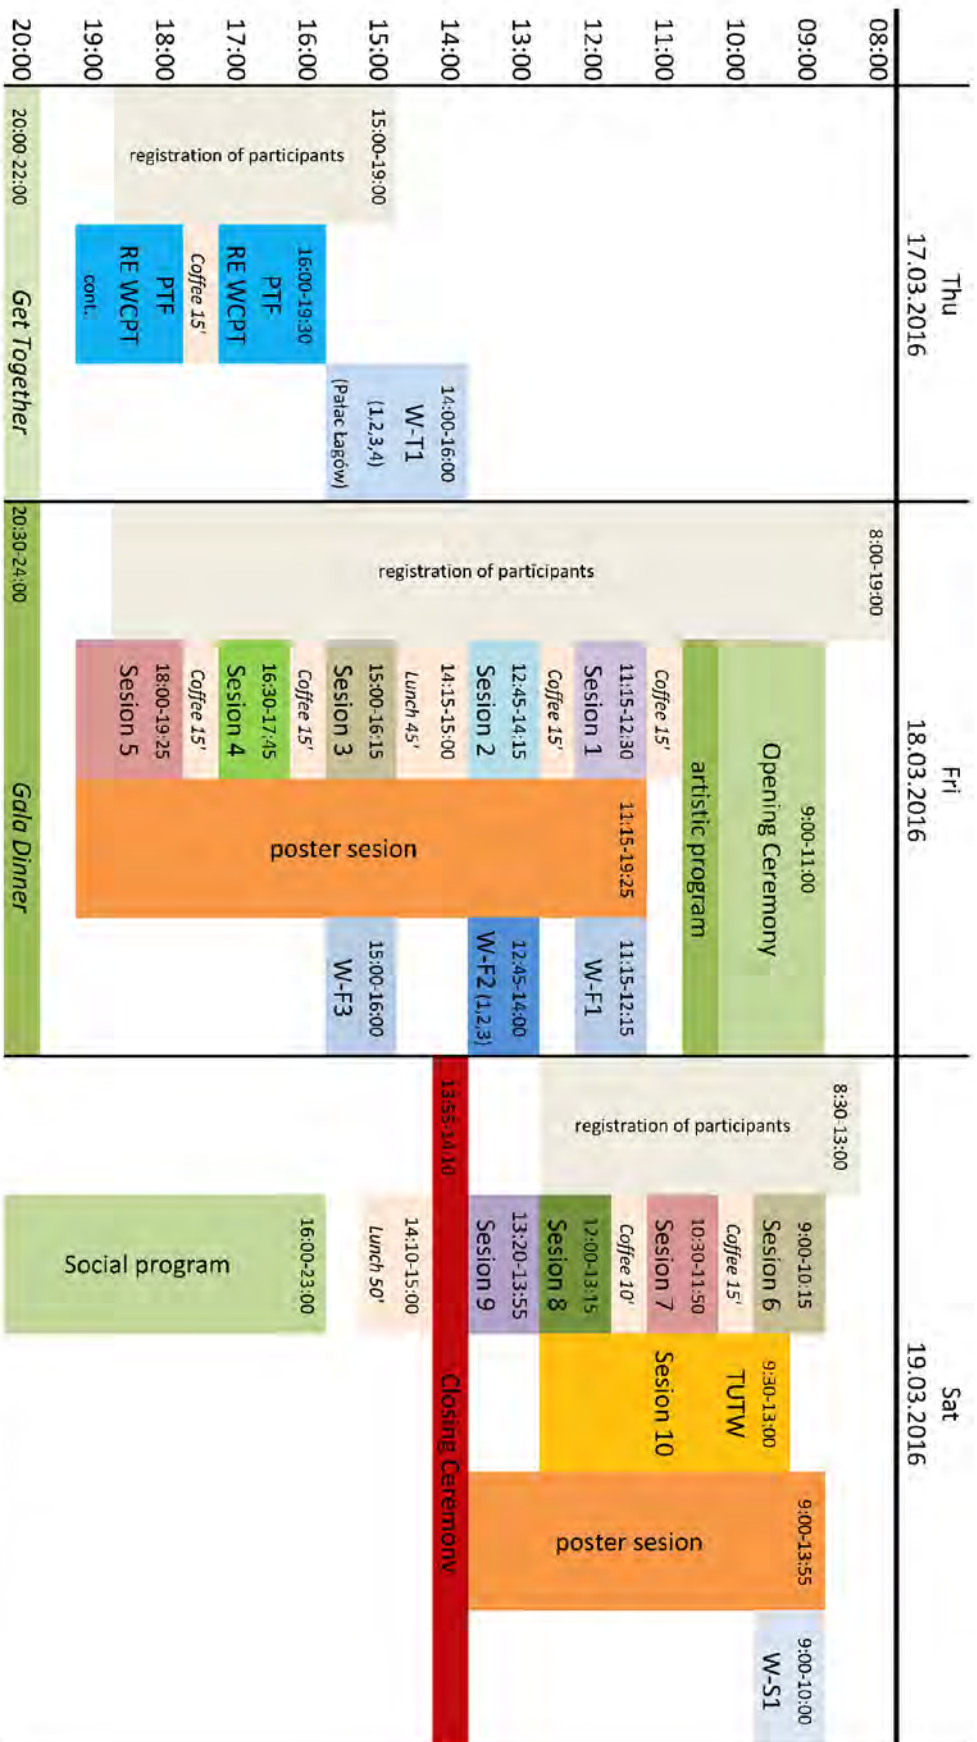 Thu
17.03.2016
Fri
18.03.2016
Sat
19.03.2016
08:00
09:00
10:00
11:00
12:00
13:00
14:00
15:00
16:00
17:00
18:00
19:00
20:00
15:00-19:00
registration of participants
16:00-19:30
PTF
RE WCPT
Coffee 15'
PTF
RE WCPT
cont.
14:00-16:00
W-T1
(1,2,3,4)
(Pałac Łagów)
20:00-22:00
Get Together
8:00-19:00
registration of participants
9:00-11:00
Opening Ceremony
artistic program
Coffee 15'
11:15-12:30
Sesion 1
Coffee 15'
12:45-14:15
Sesion 2
14:15-15:00
Lunch 45'
15:00-16:15
Sesion 3
Coffee 15'
16:30-17:45
Sesion 4
Coffee 15'
18:00-19:25
Sesion 5
11:15-19:25
poster sesion
11:15-12:15
W-F1
12:45-14:00
W-F2 (1,2,3)
15:00-16:00
W-F3
20:30-24:00
Gala Dinner
8:30-13:00
registration of participants
9:00-10:15
Sesion 6
Coffee 15'
10:30-11:50
Sesion 7
Coffee 10'
12:00-13:15
Sesion 8
13:20-13:55
Sesion 9
9:30-13:00
TUTW
Sesion 10
9:00-13:55
poster sesion
9:00-10:00
W-S1
13:55-14:10
Closing Ceremony
14:10-15:00
Lunch 50'
16:00-23:00
Social program